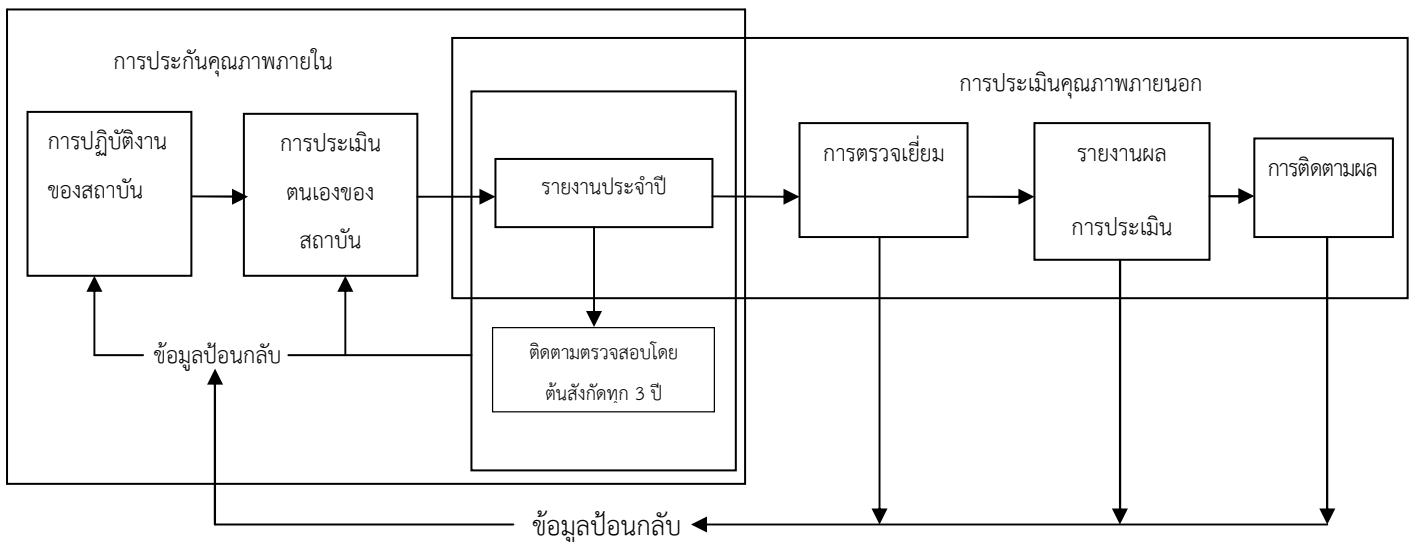 การประกันคุณภาพภายใน
การประเมินคุณภาพภายนอก
การปฏิบัติงาน
ของสถาบัน
การประเมิน
ตนเองของ
สถาบัน
รายงานประจำปี
การตรวจเยี่ยม
รายงานผล
การประเมิน
การติดตามผล
ข้อมูลป้อนกลับ
ติดตามตรวจสอบโดย
ต้นสังกัดทุก 3 ปี
ข้อมูลป้อนกลับ